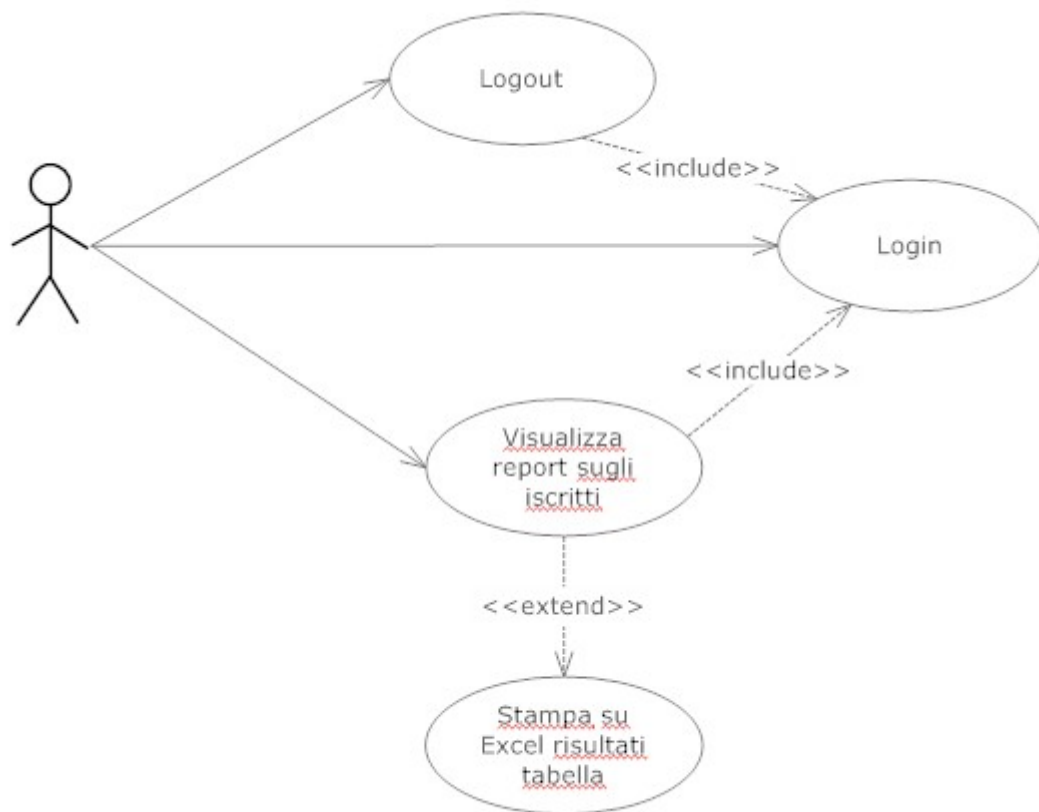 Logout
<<include>>
Login
<<include>>
Visualizza
report sugli
iscritti
<<extend>>
Stampa su
Excel risultati
tabella